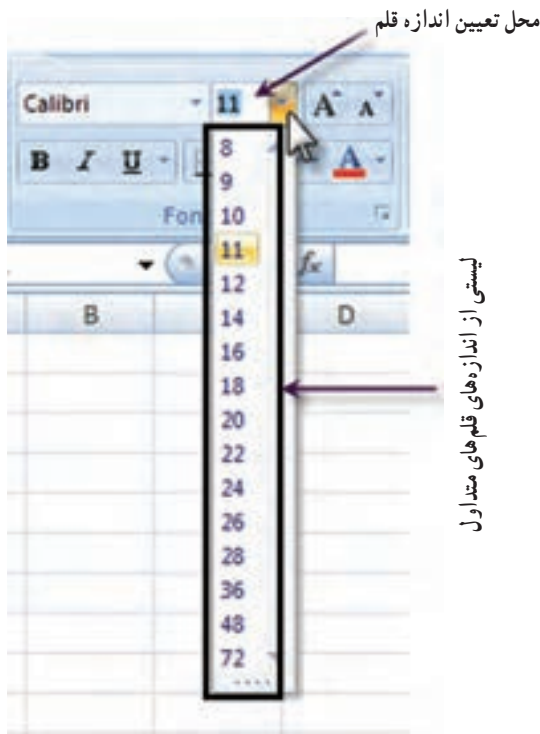 محل تعیین اندازه قلم
Calibri 11 A A
B I U A
Fon
fx
B D
8
9
10
11
12
14
16
18
20
22
24
26
28
36
48
72
لیستی از اندازه‌های قلم‌های متداول